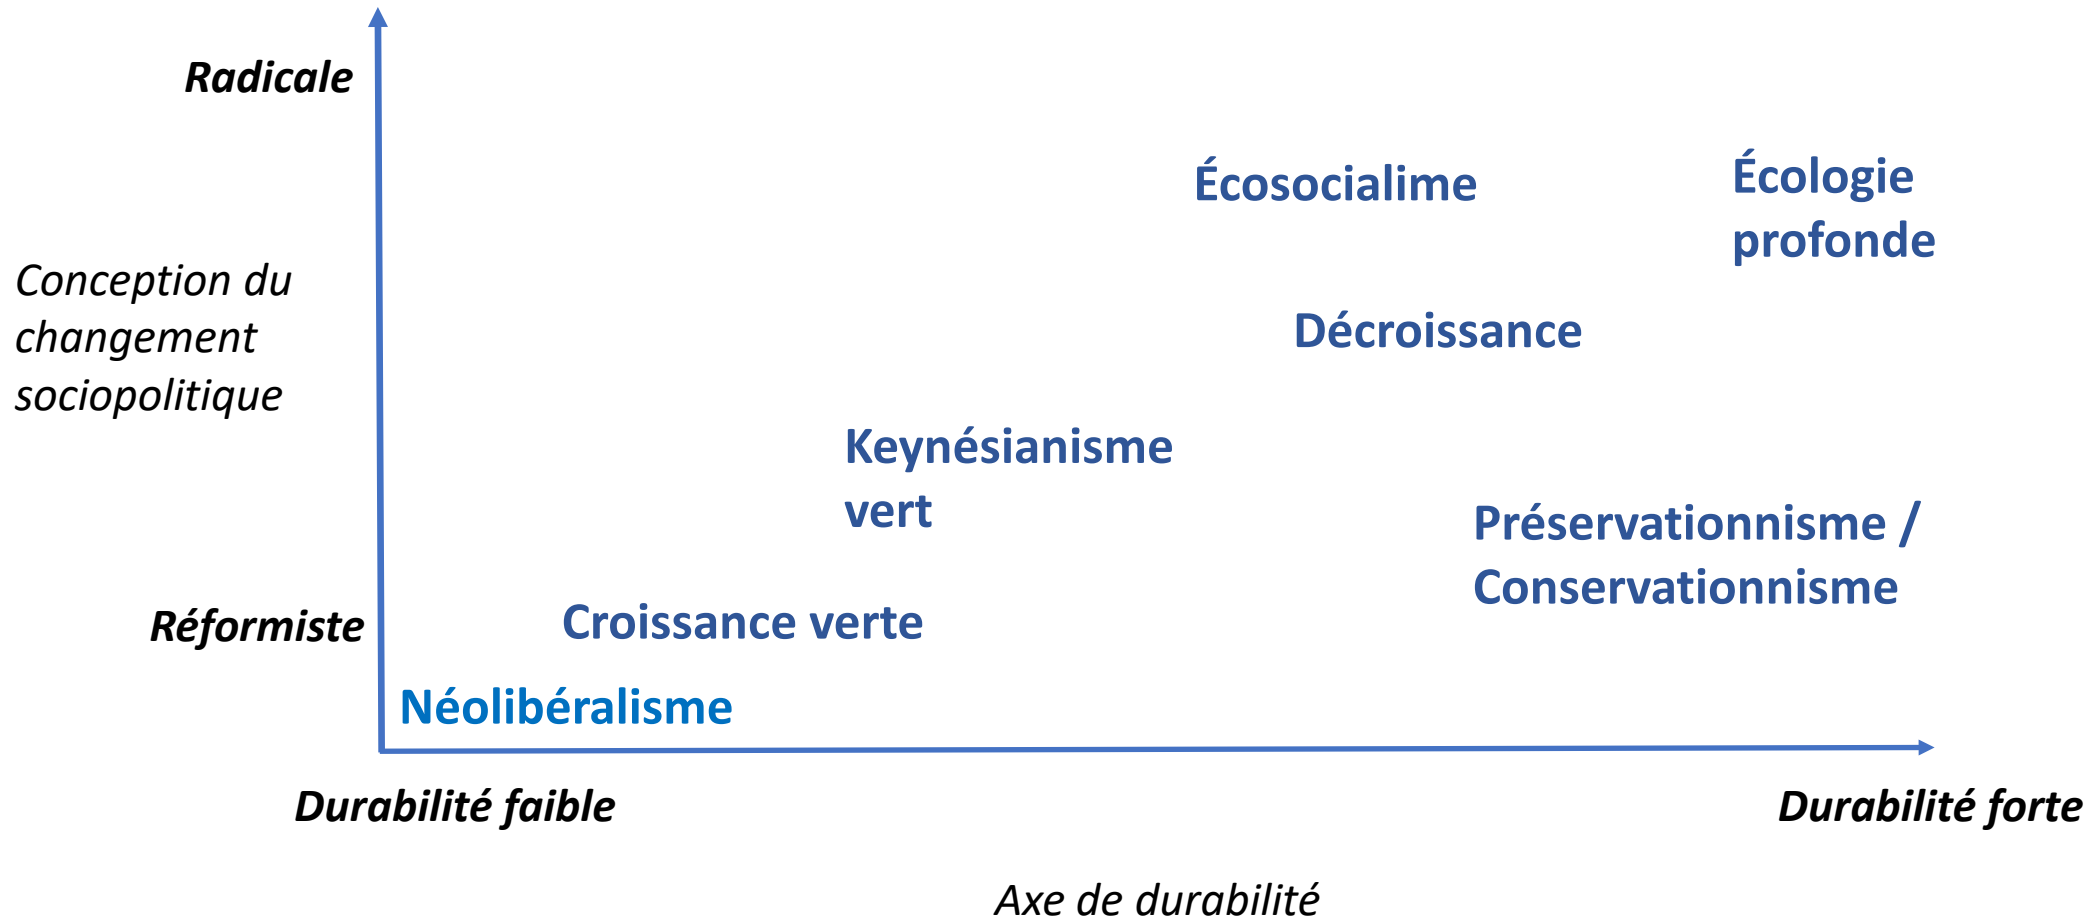 Radicale
Écosocialime
Écologie
profonde
Conception du
changement
sociopolitique
Décroissance
Keynésianisme
vert
Préservationnisme /
Conservationnisme
Réformiste
Croissance verte
Néolibéralisme
Durabilité faible
Durabilité forte
Axe de durabilité